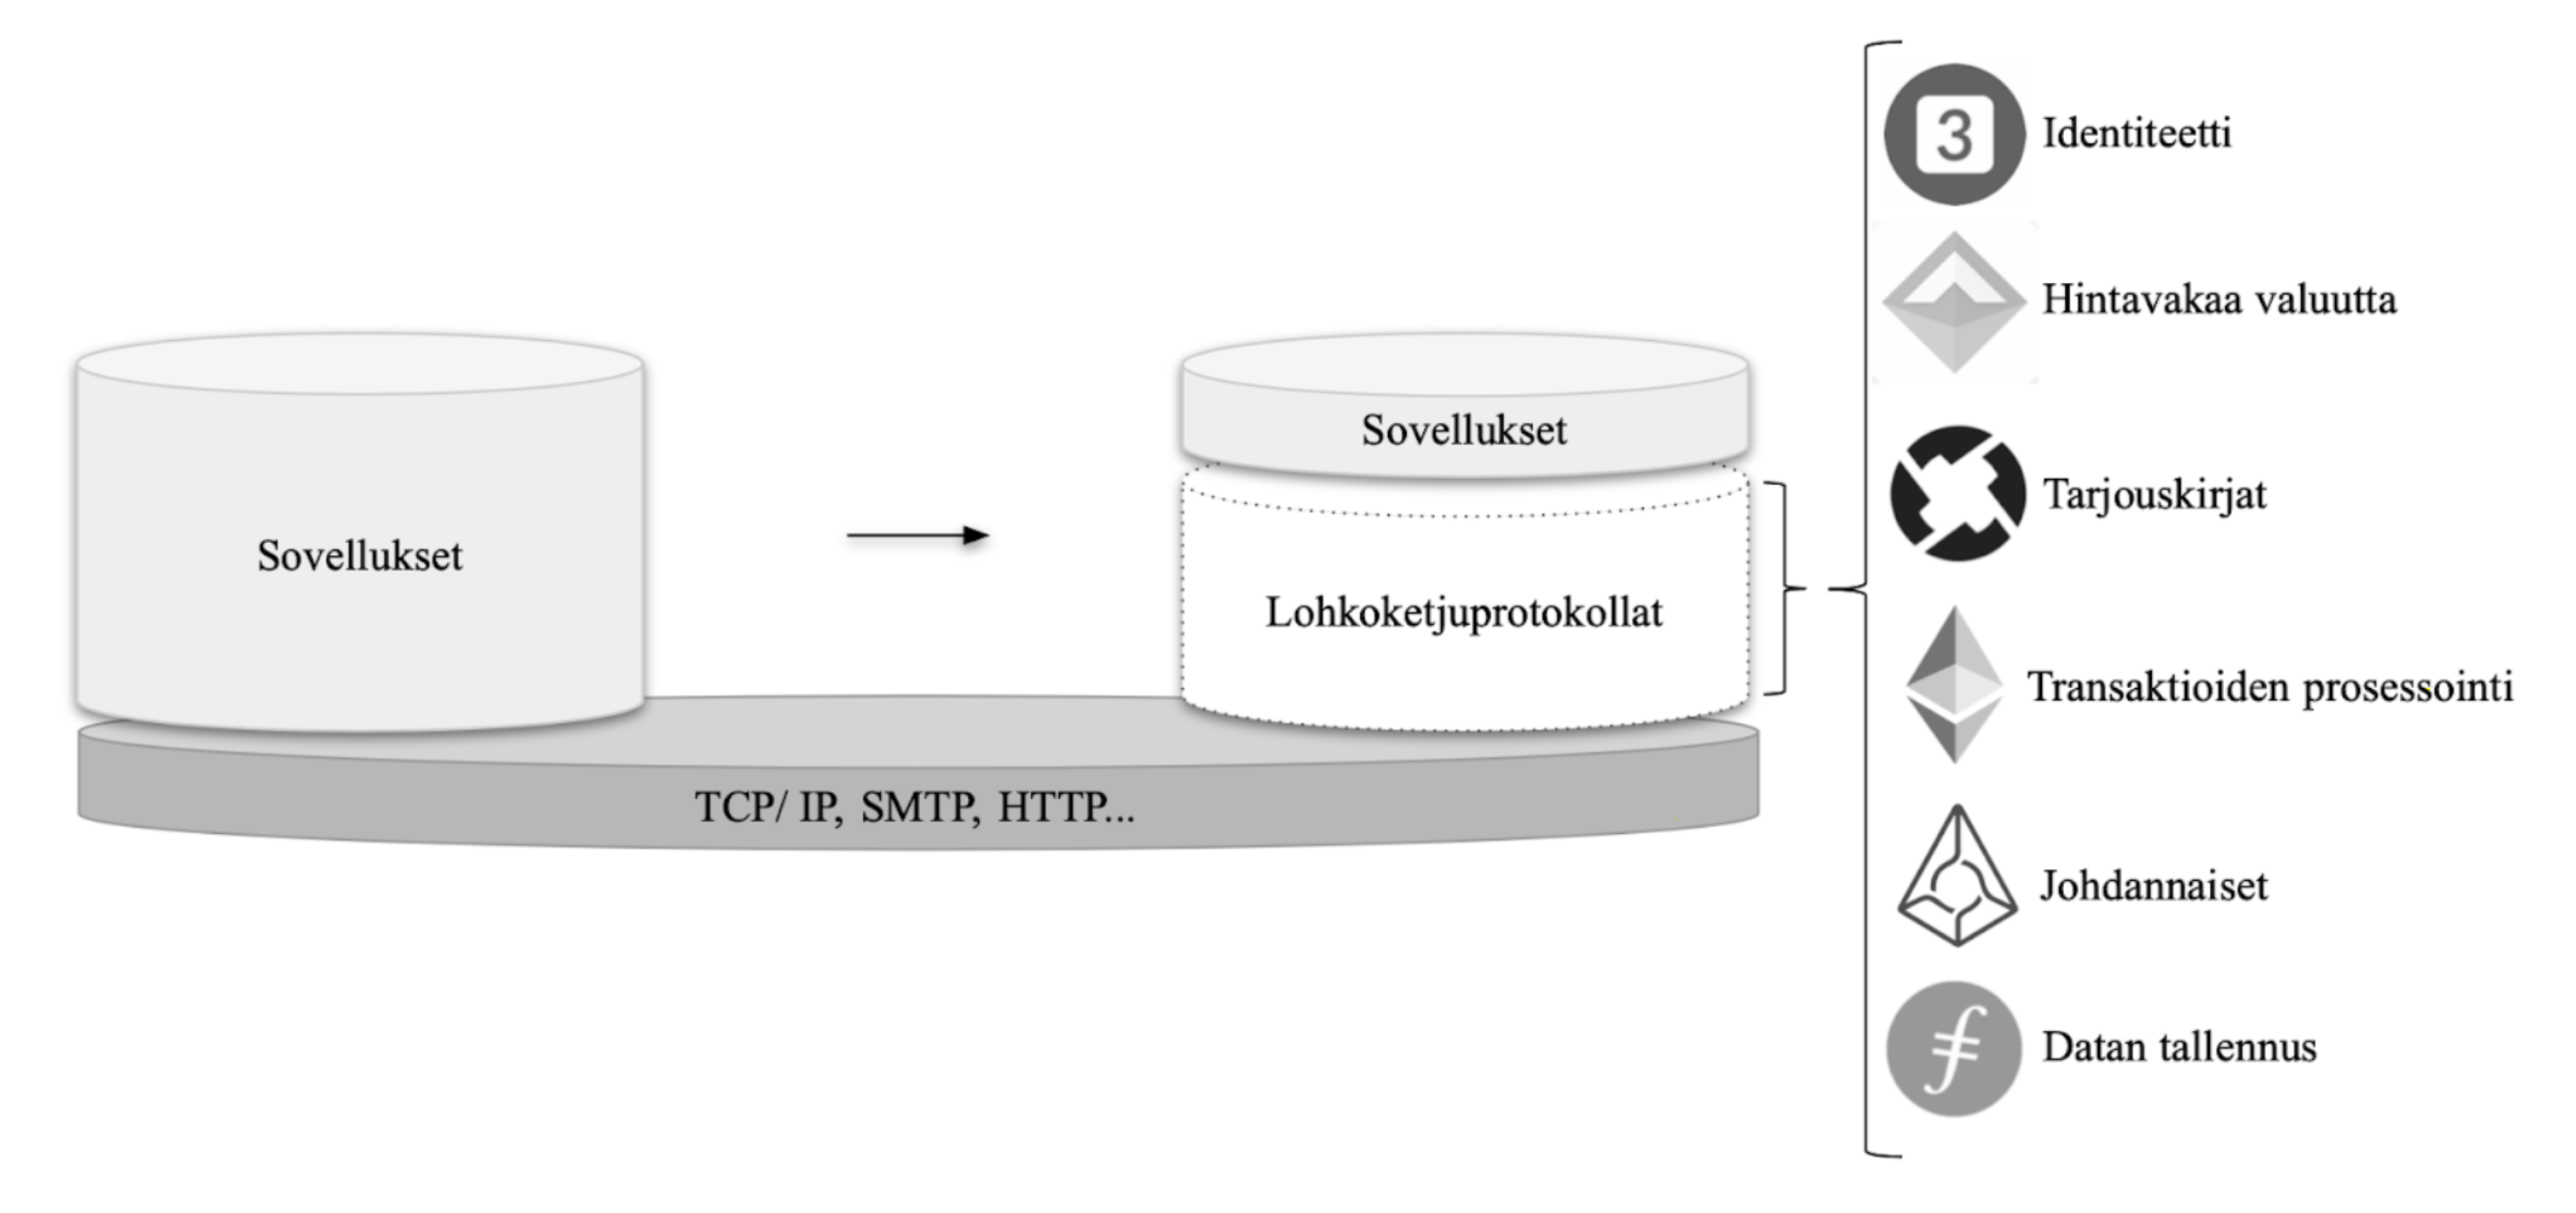 Sovellukset
Sovellukset
Lohkoketjuprotokollat
TCP/ IP, SMTP, HTTP...
3 Identiteetti
Hintavakaa valuutta
Tarjouskirjat
Transaktioiden prosessointi
Johdannaiset
Datan tallennus